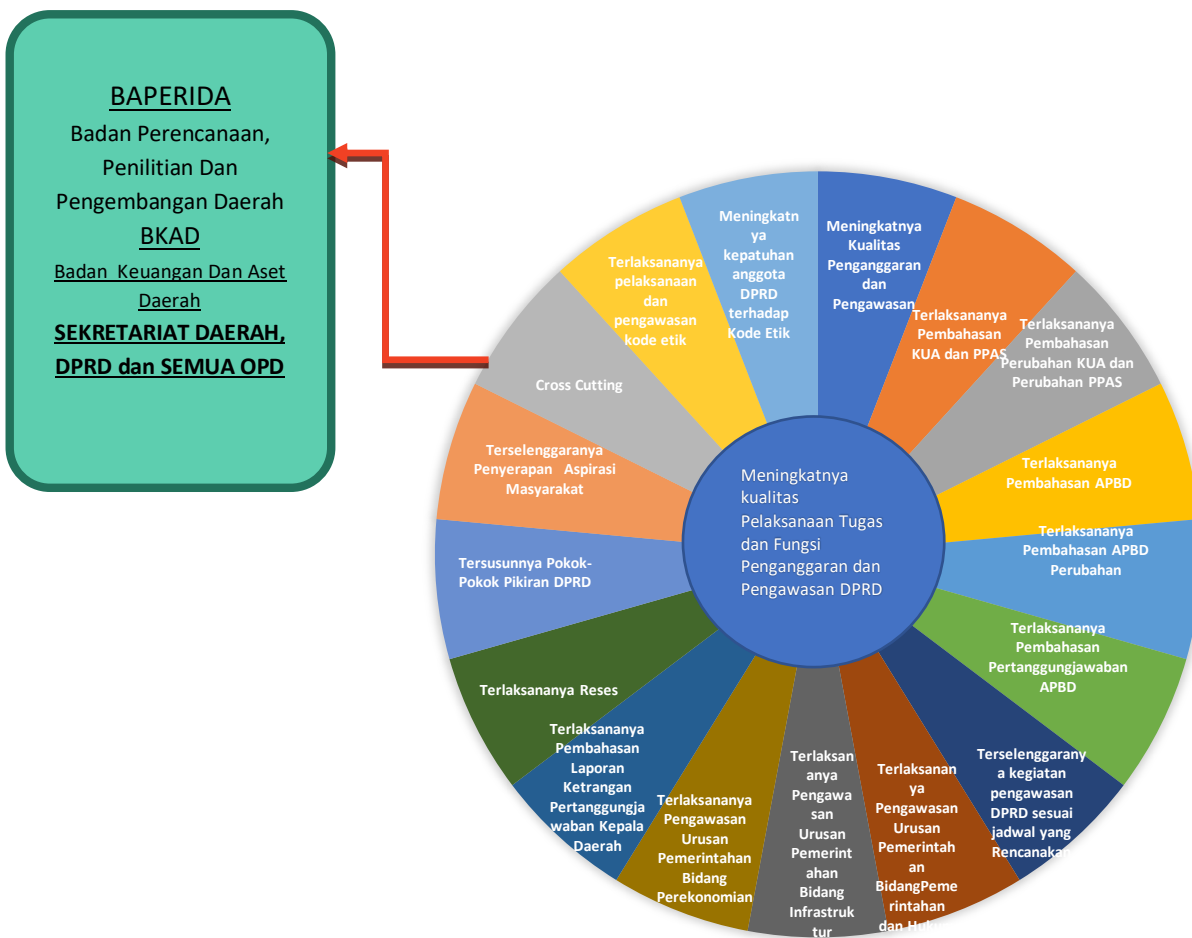 BAPERIDA
Badan Perencanaan,
Penilitian Dan
Pengembangan Daerah
BKAD
Badan Keuangan Dan Aset
Daerah
SEKRETARIAT DAERAH,
DPRD dan SEMUA OPD
Meningkatnya
Kualitas
Penganggaran
dan
Pengawasan
Terlaksananya
Pembahasan
KUA dan PPAS
Terlaksananya
Pembahasan
Perubahan KUA dan
Perubahan PPAS
Terlaksananya
Pembahasan APBD
Terlaksananya
Pembahasan APBD
Perubahan
Terlaksananya
Pembahasan
Pertanggungjawaban
APBD
Terselenggarany
a kegiatan
pengawasan
DPRD sesuai
jadwal yang
Rencanakan
Terlaksanan
ya
Pengawasan
Urusan
Pemerintah
an
BidangPeme
rintahan
dan
Terlaksan
anya
Pengawa
san
Urusan
Pemerint
ahan
Bidang
Infrastruk
tur
Terlaksananya
Pengawasan
Urusan
Pemerintahan
Bidang
Perekonomian
Terlaksananya
Pembahasan
Laporan
Ketrangan
Pertanggungja
waban Kepala
Daerah
Terlaksananya Reses
Tersusunnya Pokok-
Pokok Pikiran DPRD
Terselenggaranya
Penyerapan Aspirasi
Masyarakat
Cross Cutting
Terlaksananya
pelaksanaan
dan
pengawasan
kode etik
Meningkatn
ya
kepatuhan
anggota
DPRD
terhadap
Kode Etik
Meningkatnya
kualitas
Pelaksanaan Tugas
dan Fungsi
Penganggaran dan
Pengawasan DPRD